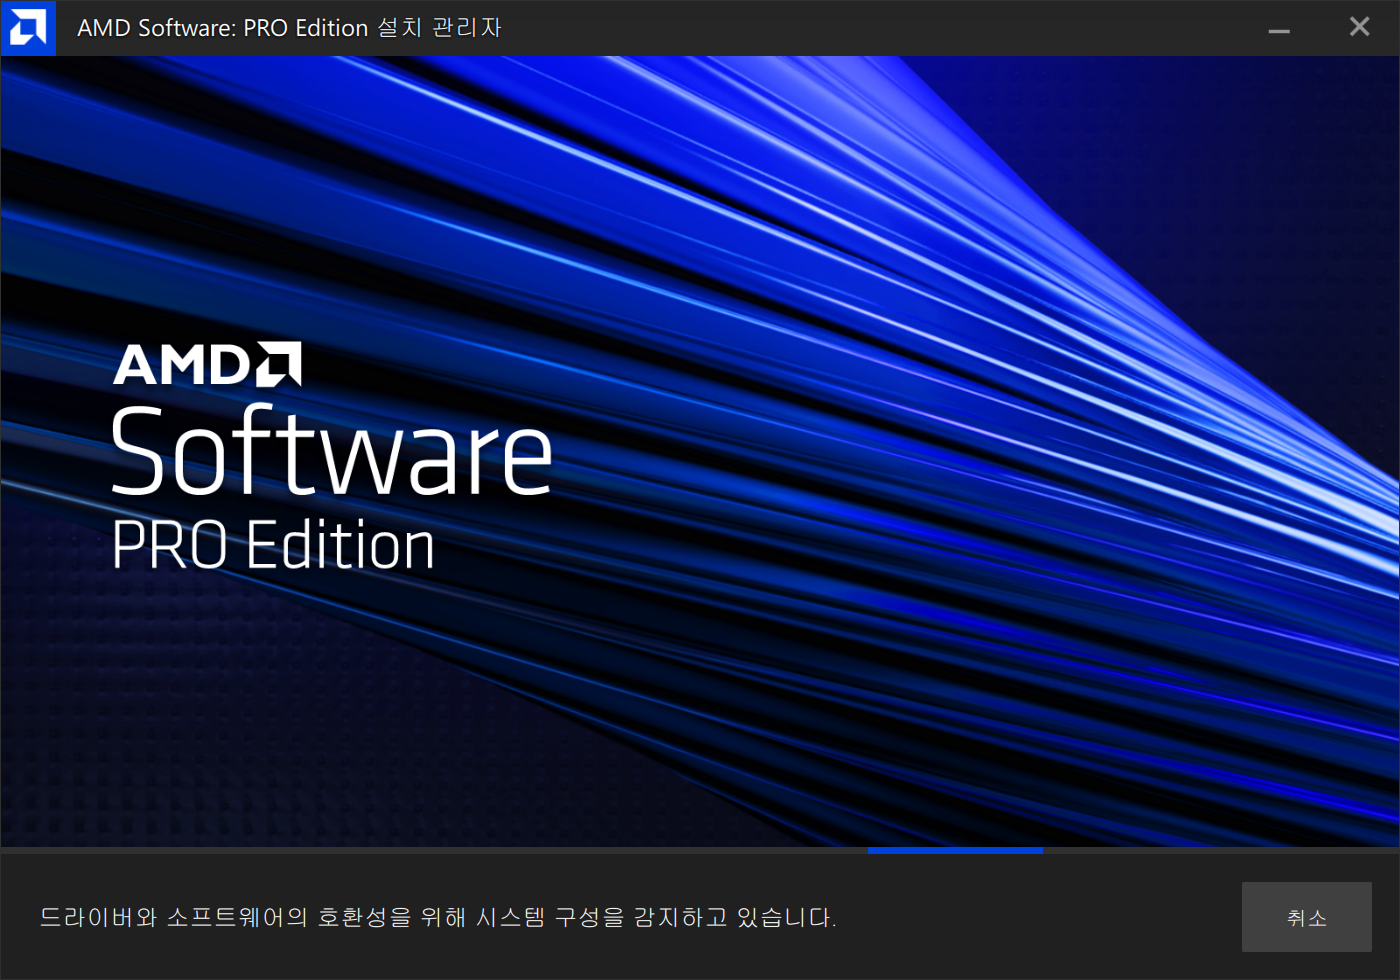 AMD Software: PRO Edition 설치 관리자
AMD
Software
PRO Edition
드라이버와 소프트웨어의 호환성을 위해 시스템 구성을 감지하고 있습니다.
취소